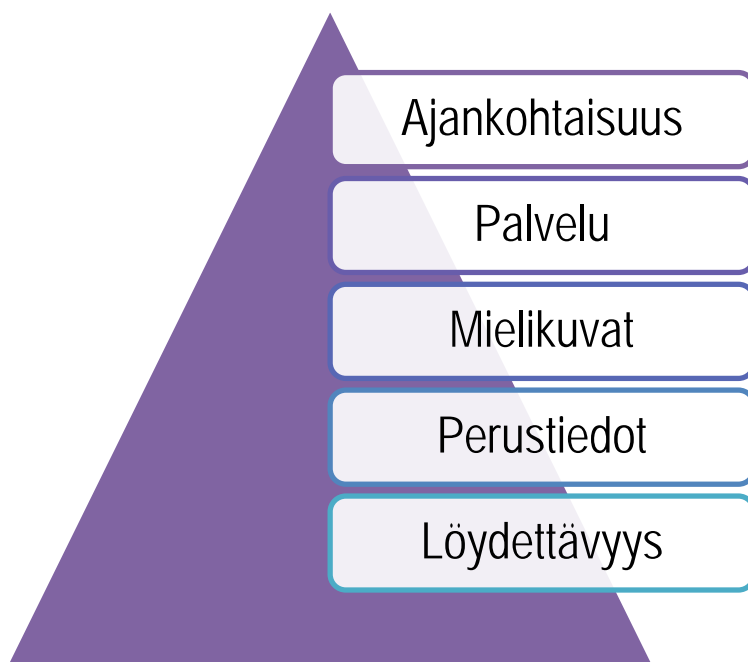 Ajankohtaisuus
Palvelu
Mielikuvat
Perustiedot
Löydettävyys